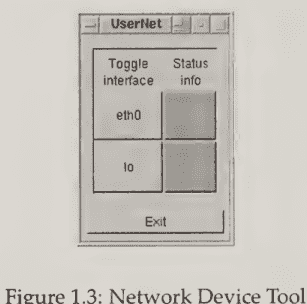 UserNet
Toggle Status
interface info
eth0
lo
Exit
Figure 1.3: Network Device Tool